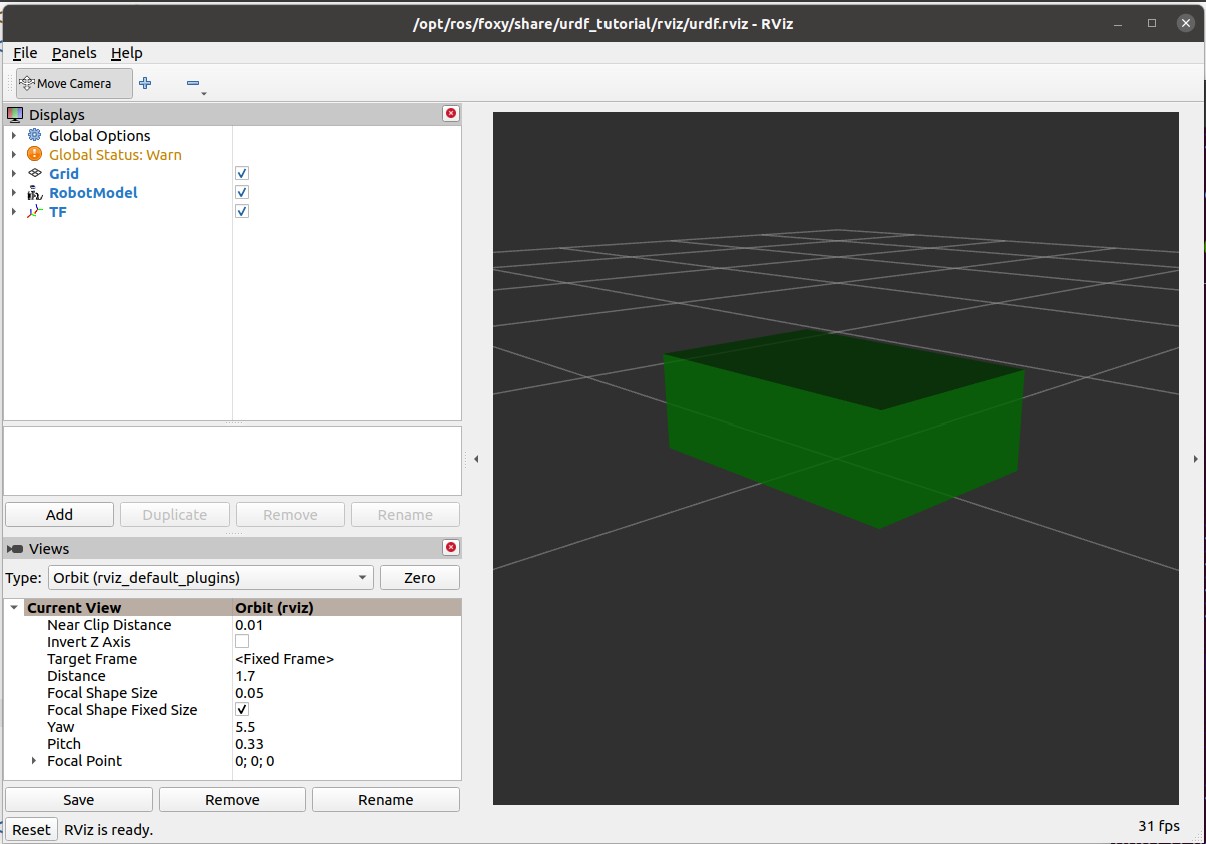 /opt/ros/foxy/share/urdf_tutorial/rviz/urdf.rviz - RViz
File Panels Help
Move Camera
Displays
Global Options
Global Status: Warn
Grid
RobotModel
TF
Add Duplicate Remove Rename
Views
Type: Orbit (rviz_default_plugins) Zero
Current View Orbit (rviz)
Near Clip Distance 0.01
Invert Z Axis
Target Frame <Fixed Frame>
Distance 1.7
Focal Shape Size 0.05
Focal Shape Fixed Size
Yaw 5.5
Pitch 0.33
Focal Point 0; 0; 0
Save Remove Rename
Reset RViz is ready.
31 fps